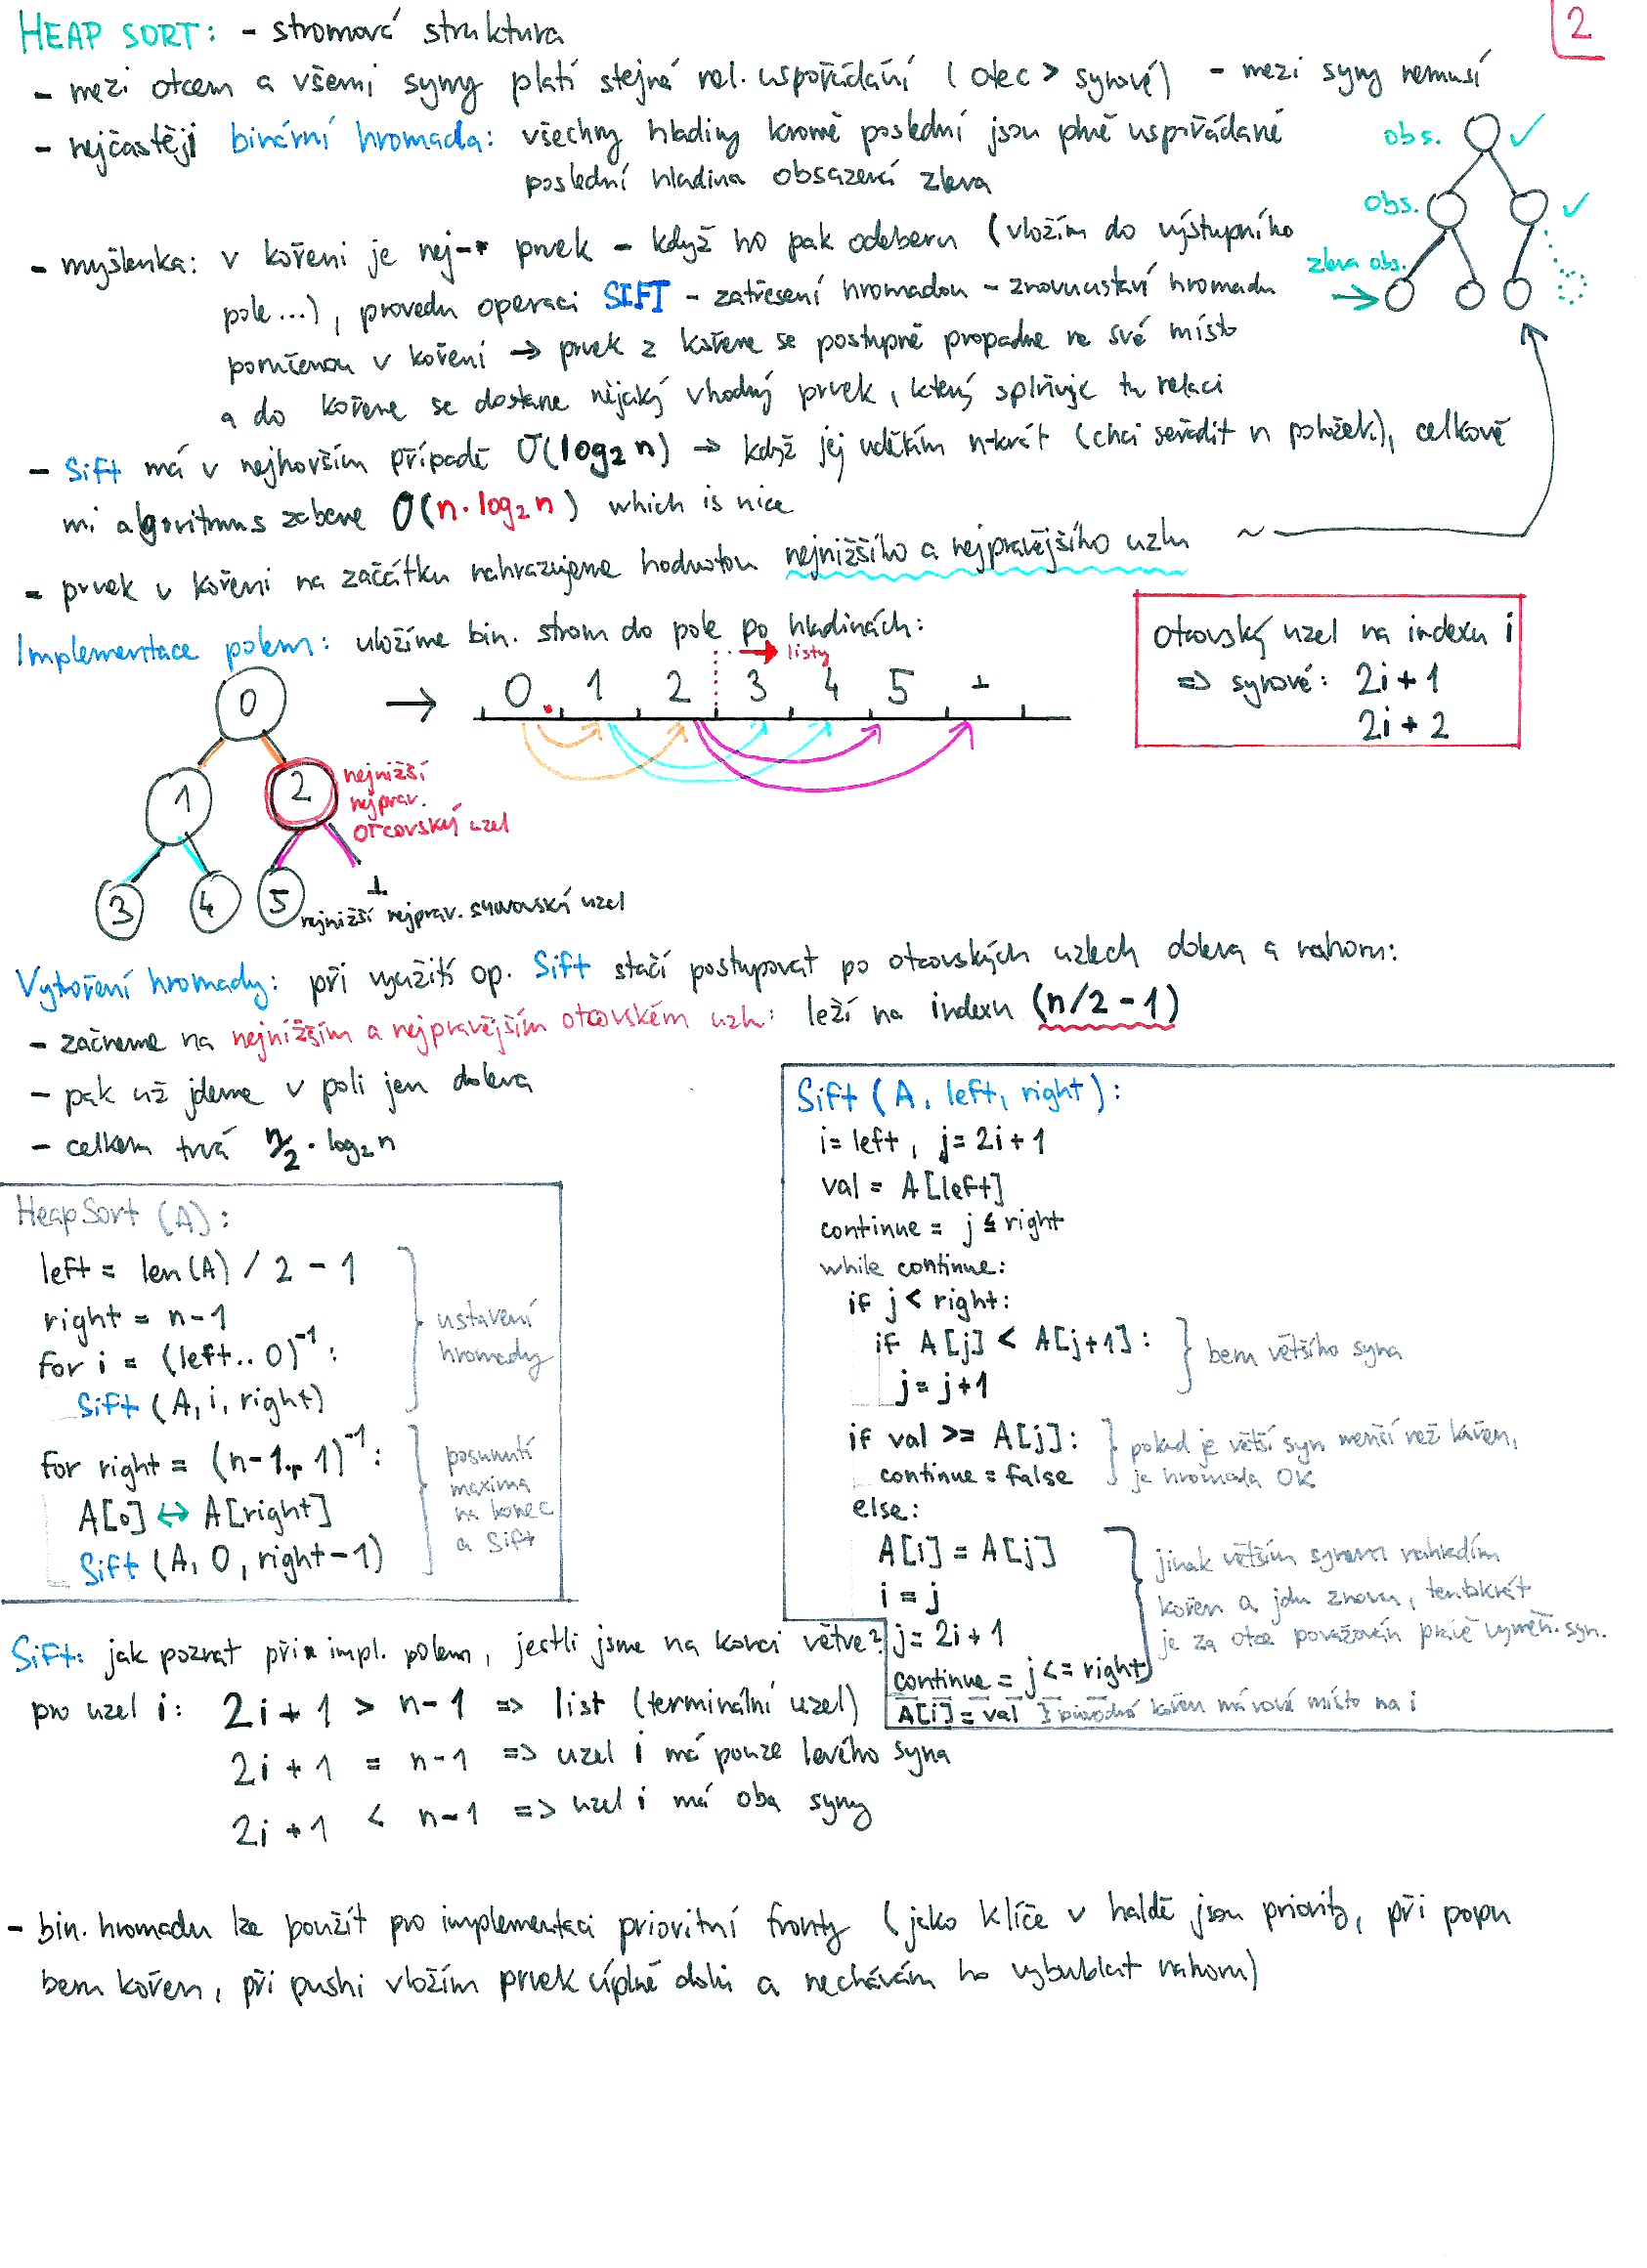 2
HEAP SORT: - stromová struktura
- mezi otcem a všemi syny platí stejná rel. uspořádání (otec > synové) - mezi syny nemusí
- nejčastěji binární hromada: všechny hladiny kromě poslední jsou plně uspořádané
poslední hladina obsazená zleva
obs. ✓
obs. ✓
zleva obs.
- myšlenka: v kořeni je nej-* prvek - když ho pak odeberu (vložím do výstupního
pole...), provedu operaci SIFT - zatřesení hromadou - znovuustaví hromadu
porušenou v kořeni → prvek z kořene se postupně propadne na své místo
a do kořene se dostane nějaký vhodný prvek, který splňuje tu relaci
- Sift má v nejhorším případě O(log₂ n) → když jej udělám n-krát (chci seřadit n položek), celkově
mi algoritmus zabere O(n·log₂ n) which is nice
- prvek v kořeni na začátku nahrazujeme hodnotou nejnižšího a nejpravějšího uzlu ~
Implementace polem: uložíme bin. strom do pole po hladinách:
→ listy
0 1 2 3 4 5 ⊥
otcovský uzel na indexu i
=> synové: 2i+1
2i+2
0
1 2 nejnižší
nejprav.
otcovský uzel
3 4 5 ⊥
nejnižší nejprav. synovský uzel
Vytvoření hromady: při využití op. Sift stačí postupovat po otcovských uzlech doleva a nahoru:
- začneme na nejnižším a nejpravějším otcovském uzlu: leží na indexu (n/2 - 1)
- pak už jdeme v poli jen doleva
- celkem trvá n/2 · log₂ n
HeapSort (A):
left = len(A) / 2 - 1
right = n-1
for i = (left..0)⁻¹:
Sift (A, i, right)
ustavení
hromady
for right = (n-1..1)⁻¹:
A[0] ↔ A[right]
Sift (A, 0, right-1)
posunutí
maxima
na konec
a Sift
Sift (A, left, right):
i = left, j = 2i+1
val = A[left]
continue = j ≤ right
while continue:
if j < right:
if A[j] < A[j+1]:
j = j+1
beru většího syna
if val >= A[j]:
continue = false
pokud je větší syn menší než kořen,
je hromada OK
else:
A[i] = A[j]
i = j
j = 2i+1
continue = j <= right
jinak větším synem nahradím
kořen a jdu znovu, tentokrát
je za otce považován právě vyměň. syn.
A[i] = val } původní kořen má nové místo na i
Sift: jak poznat při impl. polem, jestli jsme na konci větve?
pro uzel i: 2i+1 > n-1 => list (terminální uzel)
2i+1 = n-1 => uzel i má pouze levého syna
2i+1 < n-1 => uzel i má oba syny
- bin. hromadu lze použít pro implementaci prioritní fronty (jako klíče v haldě jsou priority, při popu
beru kořen, při pushi vložím prvek úplně dolů a nechávám ho vybublat nahoru)